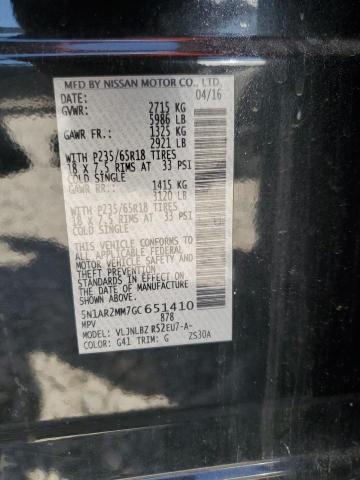 MFD BY NISSAN MOTOR CO., LTD.
DATE: 04/16
GVWR: 2715 KG
5986 LB
GAWR FR: 1325 KG
2921 LB
WITH P235/65R18 TIRES
18 X 7.5 RIMS AT 33 PSI
COLD SINGLE
GAWR RR: 1415 KG
3120 LB
WITH P235/65R18 TIRES
18 X 7.5 RIMS AT 33 PSI
COLD SINGLE
THIS VEHICLE CONFORMS TO
ALL APPLICABLE FEDERAL
MOTOR VEHICLE SAFETY
AND THEFT PREVENTION
STANDARDS IN EFFECT ON
THE DATE OF MANUFACTURE
SHOWN ABOVE.
5N1AR2MM7GC651410
MPV 878
MODEL: VLJNLBZ R52EU7-A-
COLOR: G41 TRIM: G ZS30A